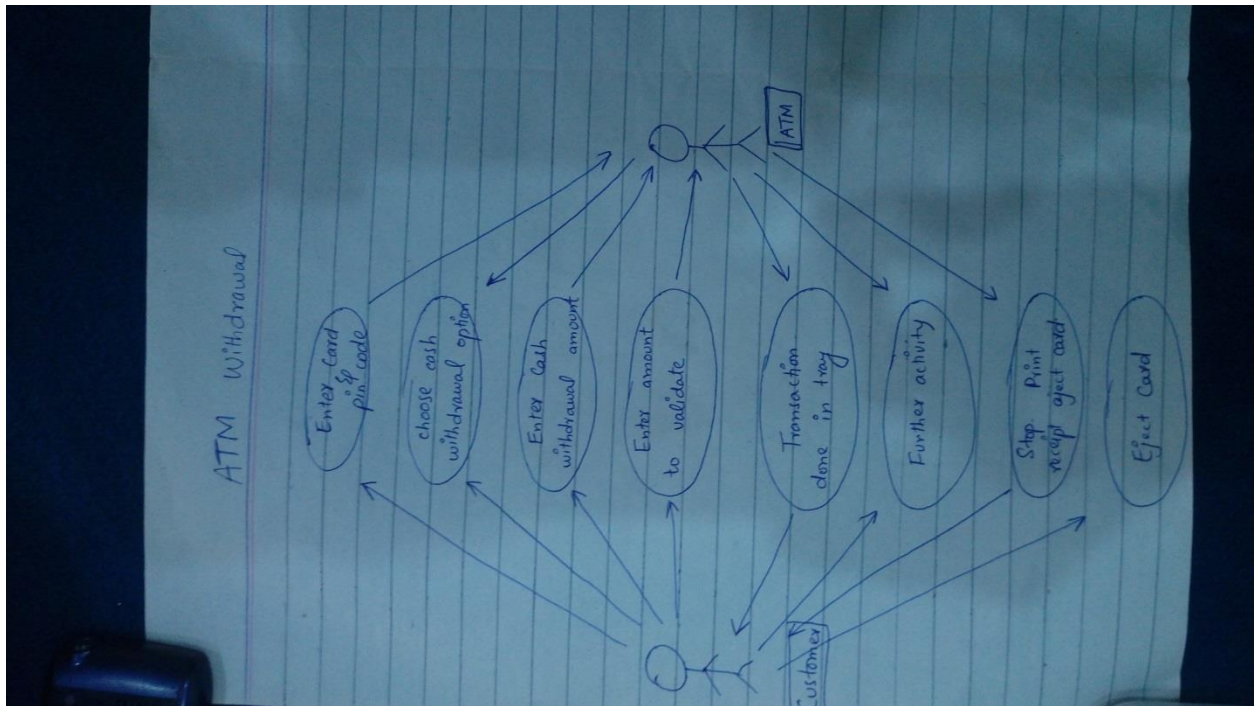 ATM Withdrawal
Enter Card
pin code
choose cash
withdrawal option
Enter Cash
withdrawal amount
Enter amount
to validate
Transaction
done in tray
Further activity
Stop Print
receipt eject card
Eject Card
Customer
ATM